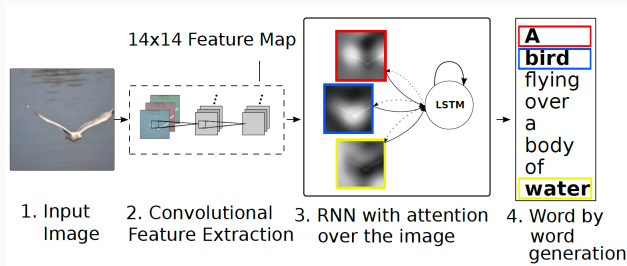 14x14 Feature Map
LSTM
A
bird
flying
over
a
body
of
water
1. Input
Image
2. Convolutional
Feature Extraction
3. RNN with attention
over the image
4. Word by
word
generation